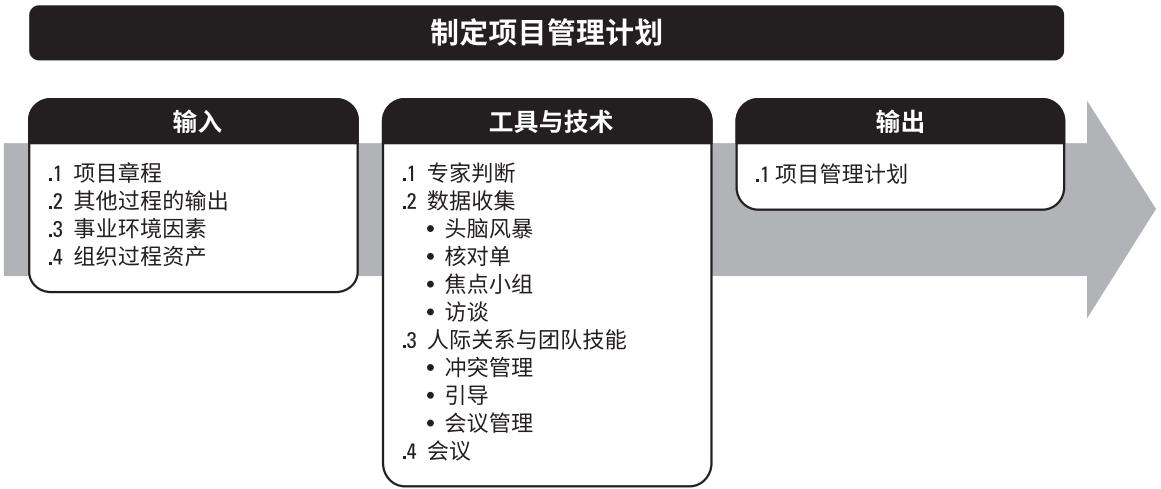 制定项目管理计划
输入
.1 项目章程
.2 其他过程的输出
.3 事业环境因素
.4 组织过程资产
工具与技术
.1 专家判断
.2 数据收集
• 头脑风暴
• 核对单
• 焦点小组
• 访谈
.3 人际关系与团队技能
• 冲突管理
• 引导
• 会议管理
.4 会议
输出
.1 项目管理计划